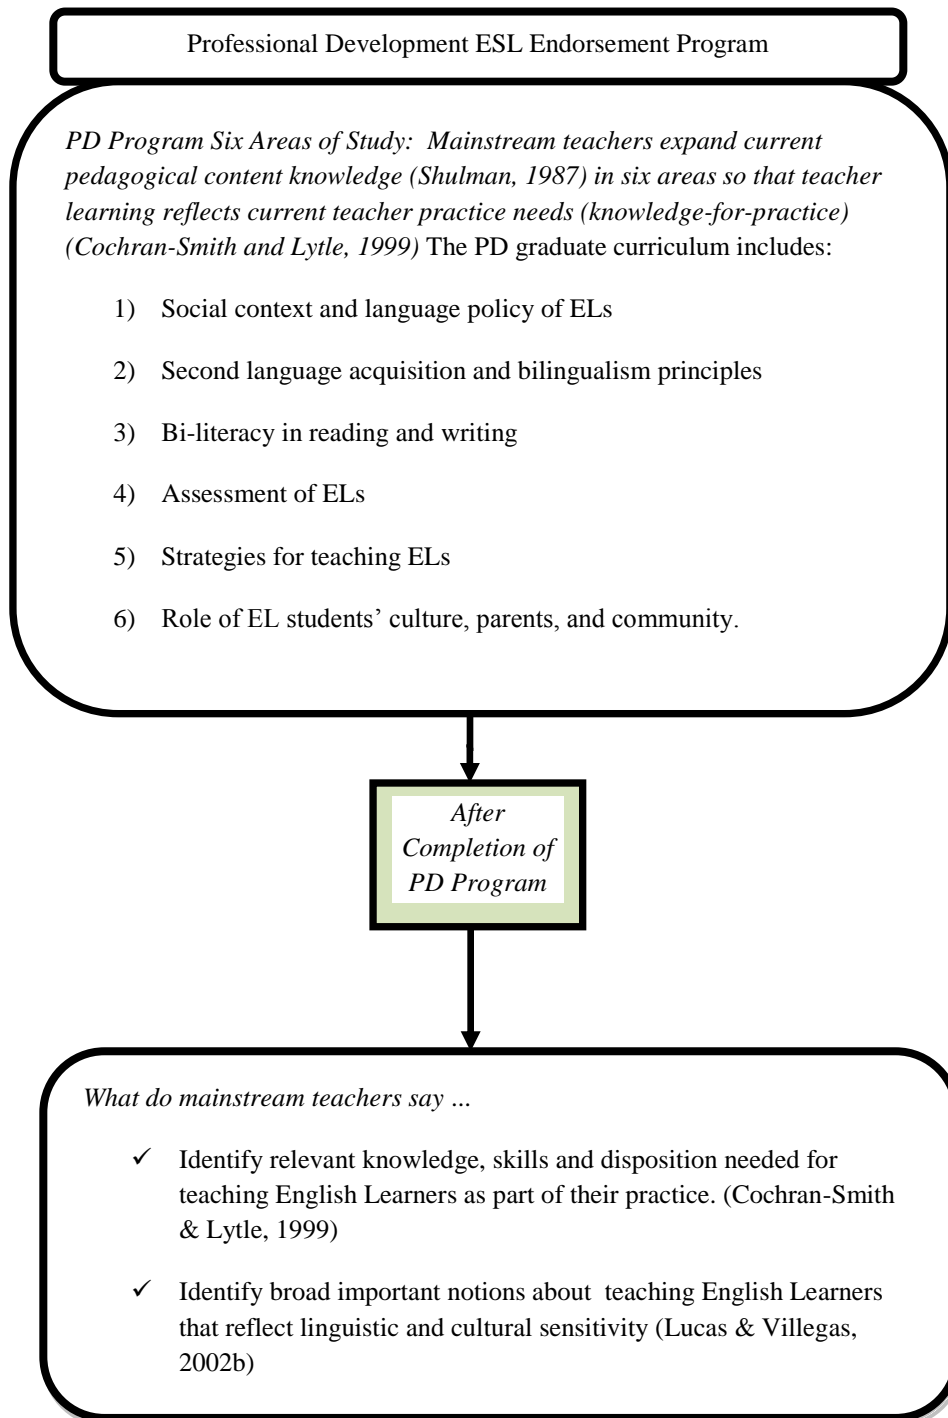 Professional Development ESL Endorsement Program
PD Program Six Areas of Study:  Mainstream teachers expand current
pedagogical content knowledge (Shulman, 1987) in six areas so that teacher
learning reflects current teacher practice needs (knowledge-for-practice)
(Cochran-Smith and Lytle, 1999) The PD graduate curriculum includes:
1) Social context and language policy of ELs
2) Second language acquisition and bilingualism principles
3) Bi-literacy in reading and writing
4) Assessment of ELs
5) Strategies for teaching ELs
6) Role of EL students’ culture, parents, and community.
After
Completion of
PD Program
What do mainstream teachers say ...
✓ Identify relevant knowledge, skills and disposition needed for
teaching English Learners as part of their practice. (Cochran-Smith
& Lytle, 1999)
✓ Identify broad important notions about  teaching English Learners
that reflect linguistic and cultural sensitivity (Lucas & Villegas,
2002b)